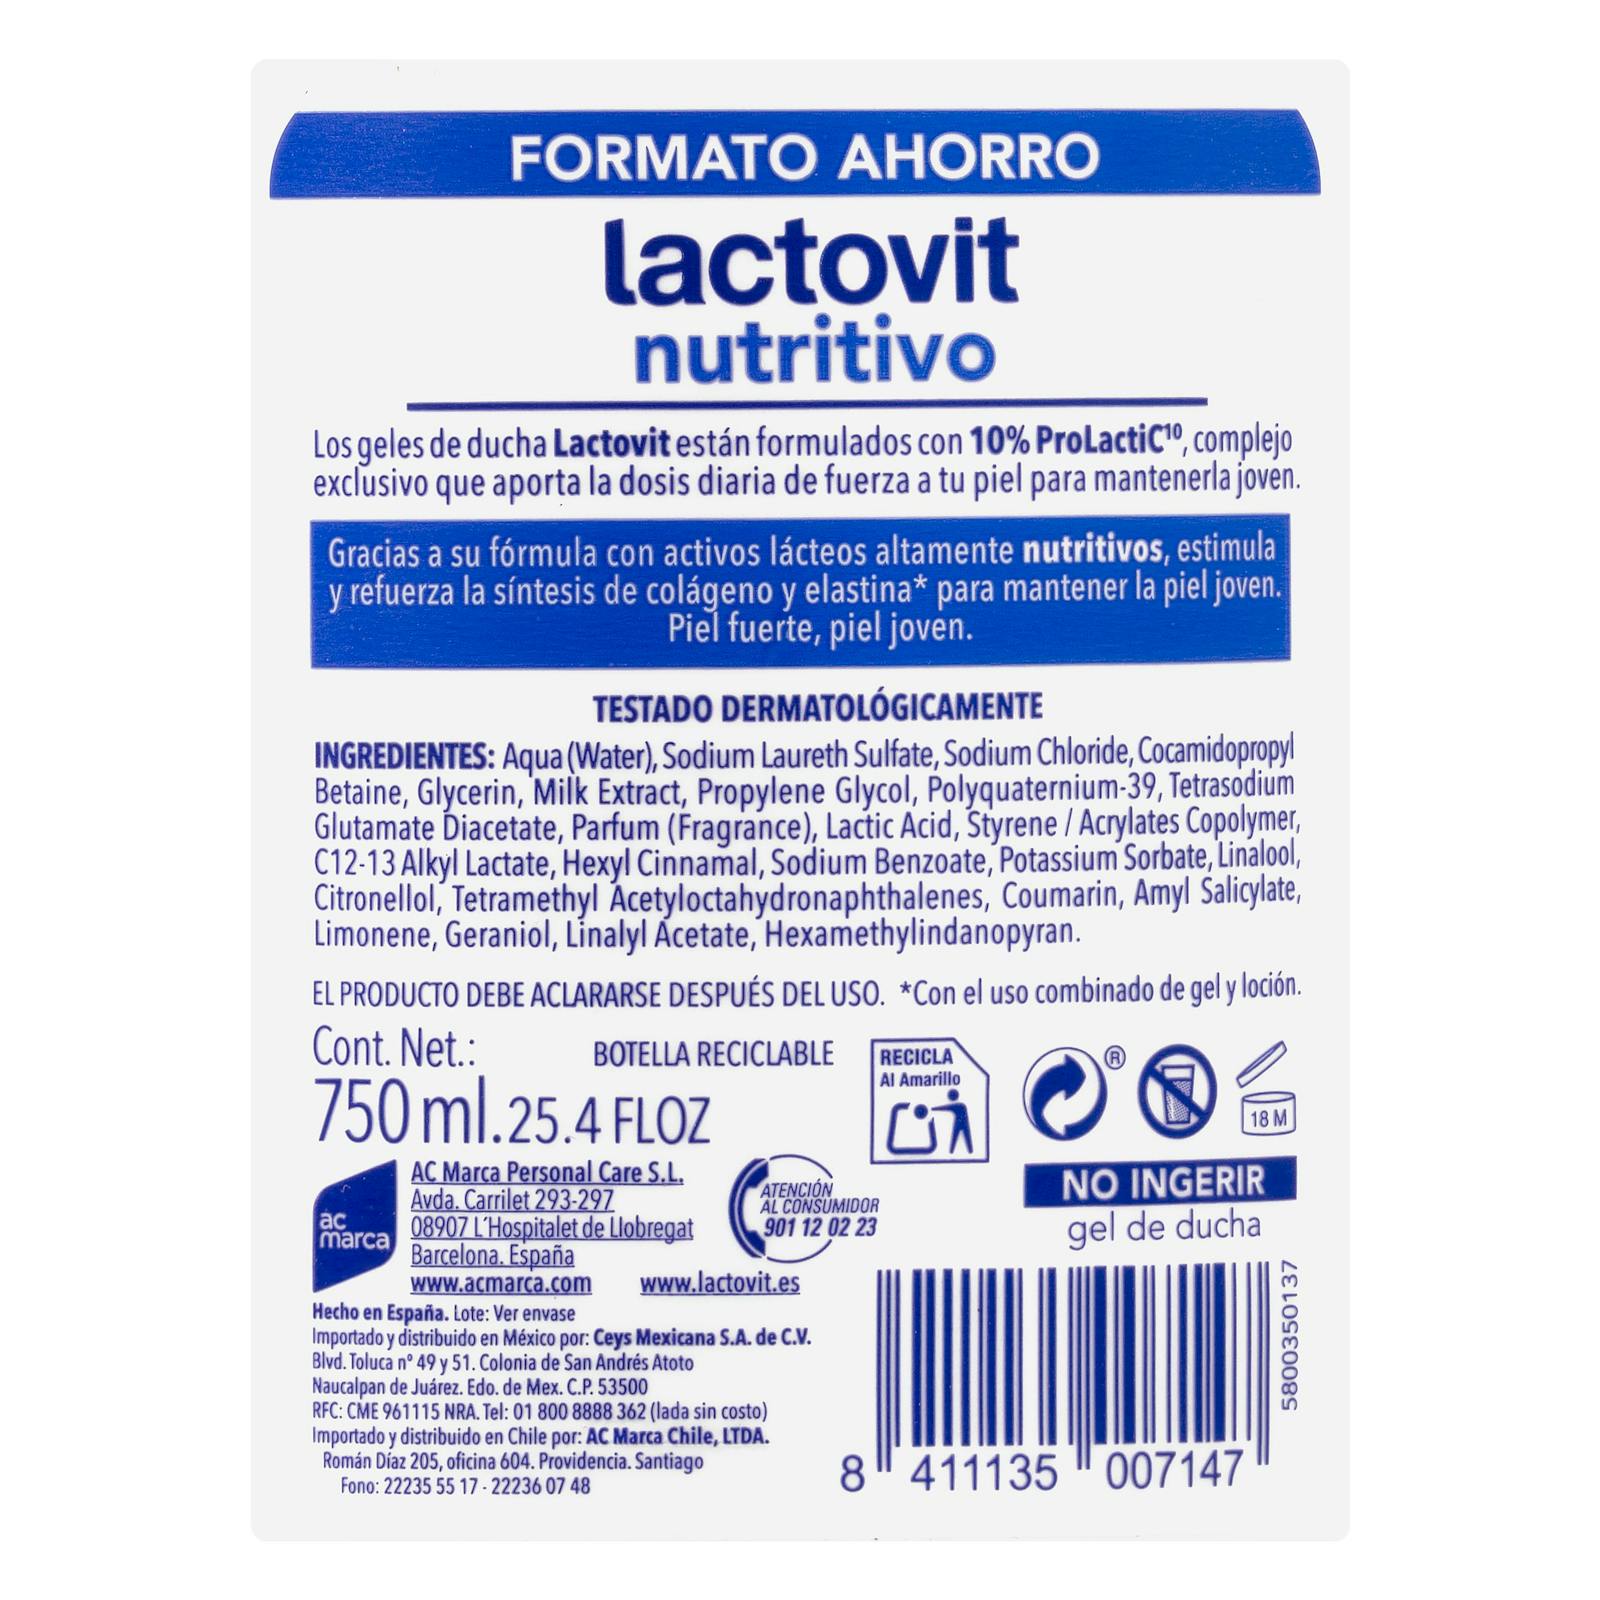 FORMATO AHORRO
lactovit
nutritivo
Los geles de ducha Lactovit están formulados con 10% ProLactiC¹⁰, complejo
exclusivo que aporta la dosis diaria de fuerza a tu piel para mantenerla joven.
Gracias a su fórmula con activos lácteos altamente nutritivos, estimula
y refuerza la síntesis de colágeno y elastina* para mantener la piel joven.
Piel fuerte, piel joven.
TESTADO DERMATOLÓGICAMENTE
INGREDIENTES: Aqua (Water), Sodium Laureth Sulfate, Sodium Chloride, Cocamidopropyl
Betaine, Glycerin, Milk Extract, Propylene Glycol, Polyquaternium-39, Tetrasodium
Glutamate Diacetate, Parfum (Fragrance), Lactic Acid, Styrene / Acrylates Copolymer,
C12-13 Alkyl Lactate, Hexyl Cinnamal, Sodium Benzoate, Potassium Sorbate, Linalool,
Citronellol, Tetramethyl Acetyloctahydronaphthalenes, Coumarin, Amyl Salicylate,
Limonene, Geraniol, Linalyl Acetate, Hexamethylindanopyran.
EL PRODUCTO DEBE ACLARARSE DESPUÉS DEL USO. *Con el uso combinado de gel y loción.
Cont. Net.:
750 ml. 25.4 FLOZ
BOTELLA RECICLABLE
RECICLA
Al Amarillo
®
18 M
NO INGERIR
gel de ducha
ac
marca
AC Marca Personal Care S.L.
Avda. Carrilet 293-297
08907 L´Hospitalet de Llobregat
Barcelona. España
www.acmarca.com www.lactovit.es
ATENCIÓN
AL CONSUMIDOR
901 12 02 23
Hecho en España. Lote: Ver envase
Importado y distribuido en México por: Ceys Mexicana S.A. de C.V.
Blvd. Toluca nº 49 y 51. Colonia de San Andrés Atoto
Naucalpan de Juárez. Edo. de Mex. C.P. 53500
RFC: CME 961115 NRA. Tel: 01 800 8888 362 (lada sin costo)
Importado y distribuido en Chile por: AC Marca Chile, LTDA.
Román Díaz 205, oficina 604. Providencia. Santiago
Fono: 22235 55 17 - 22236 07 48
8 411135 007147
5800350137